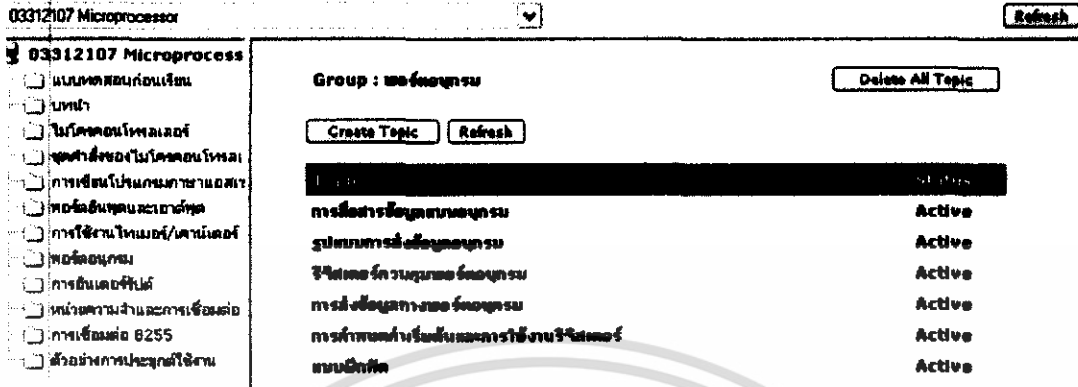 03312107 Microprocessor
Refresh
03312107 Microprocess
แบบทดสอบก่อนเรียน
บทนำ
ไมโครคอนโทรลเลอร์
ชุดคำสั่งของไมโครคอนโทรลเ
การเขียนโปรแกรมภาษาแอสเ
พอร์ตอินพุตและเอาต์พุต
การใช้งานไทเมอร์/เคาน์เตอร์
พอร์ตอนุกรม
การอินเตอร์รัปต์
หน่วยความจำและการเชื่อมต่อ
การเชื่อมต่อ 8255
ตัวอย่างการประยุกต์ใช้งาน
Group : พอร์ตอนุกรม
Delete All Topic
Create Topic
Refresh
Topic Status
การสื่อสารข้อมูลแบบอนุกรม Active
รูปแบบการส่งข้อมูลอนุกรม Active
รีจิสเตอร์ควบคุมพอร์ตอนุกรม Active
การส่งข้อมูลทางพอร์ตอนุกรม Active
การกำหนดค่าเริ่มต้นและการใช้งานรีจิสเตอร์ Active
แบบฝึกหัด Active